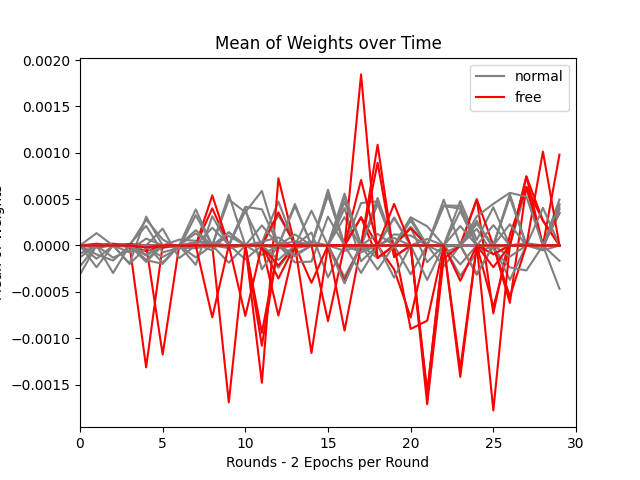 Mean of Weights over Time
0.0020
0.0015
0.0010
0.0005
0.0000
−0.0005
−0.0010
−0.0015
normal
free
0 5 10 15 20 25 30
Rounds - 2 Epochs per Round